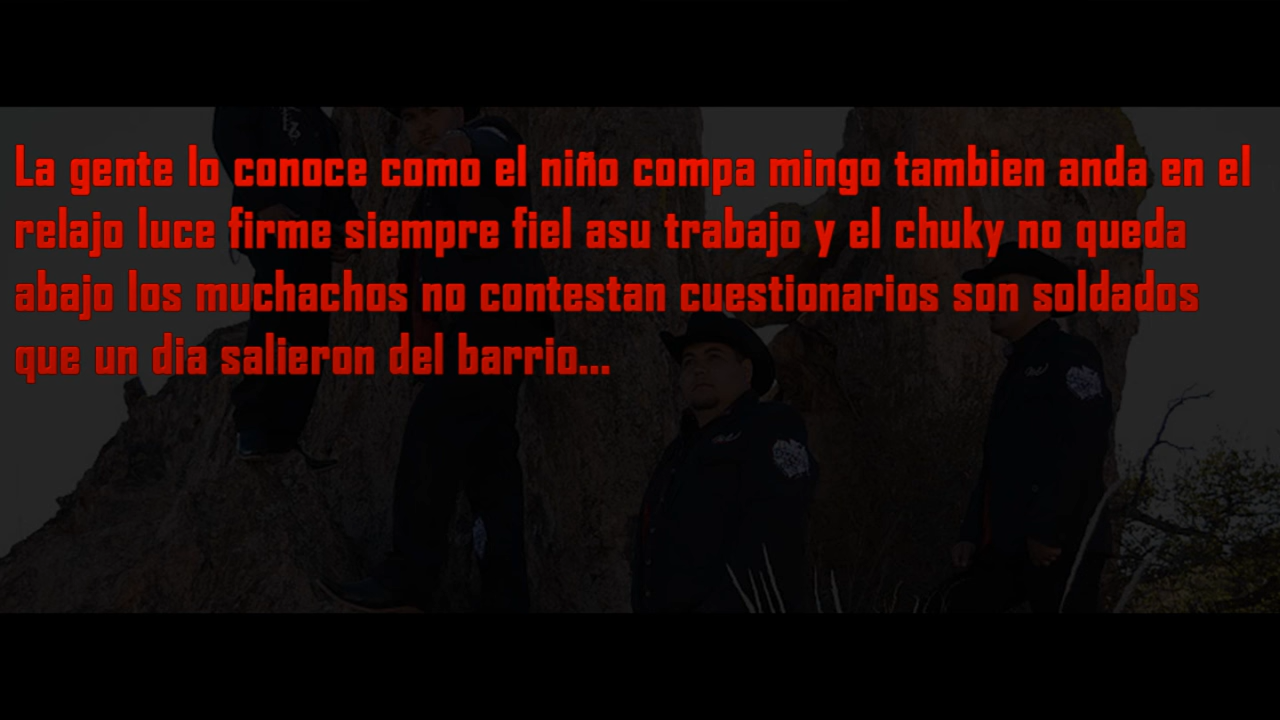 La gente lo conoce como el niño compa mingo tambien anda en el
relajo luce firme siempre fiel asu trabajo y el chuky no queda
abajo los muchachos no contestan cuestionarios son soldados
que un dia salieron del barrio...